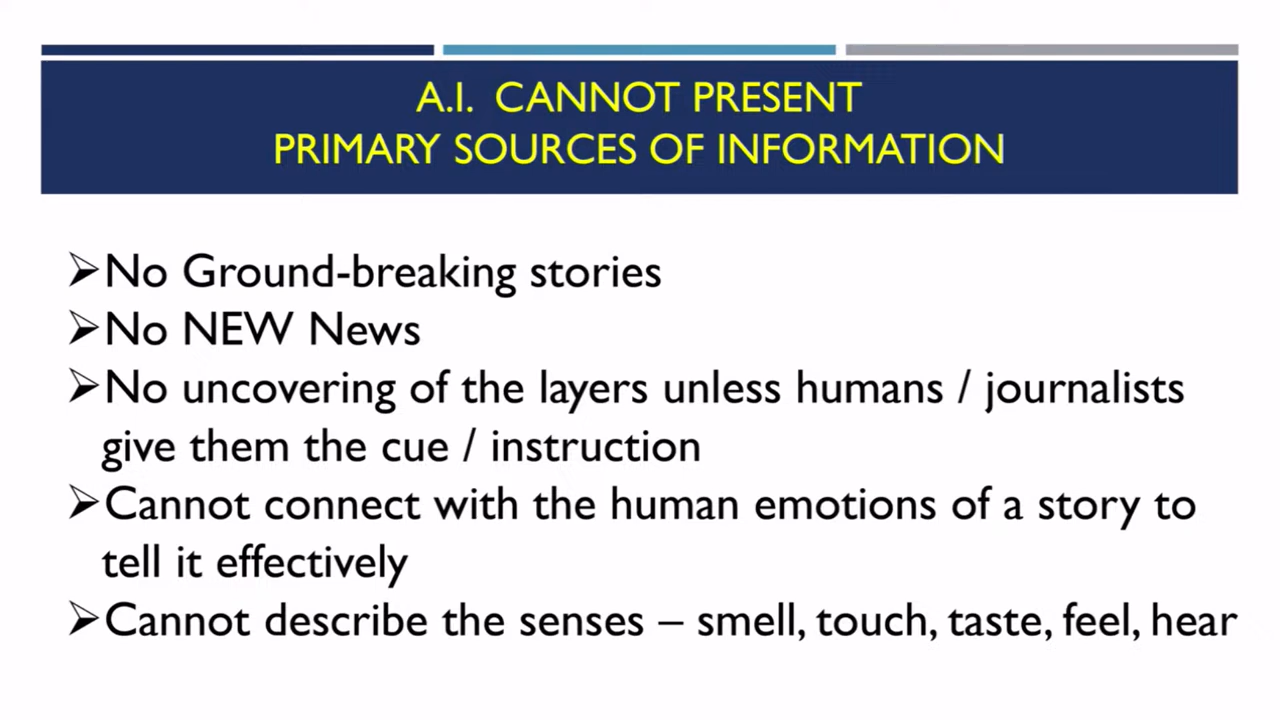 A.I. CANNOT PRESENT
PRIMARY SOURCES OF INFORMATION
➢No Ground-breaking stories
➢No NEW News
➢No uncovering of the layers unless humans / journalists
give them the cue / instruction
➢Cannot connect with the human emotions of a story to
tell it effectively
➢Cannot describe the senses – smell, touch, taste, feel, hear